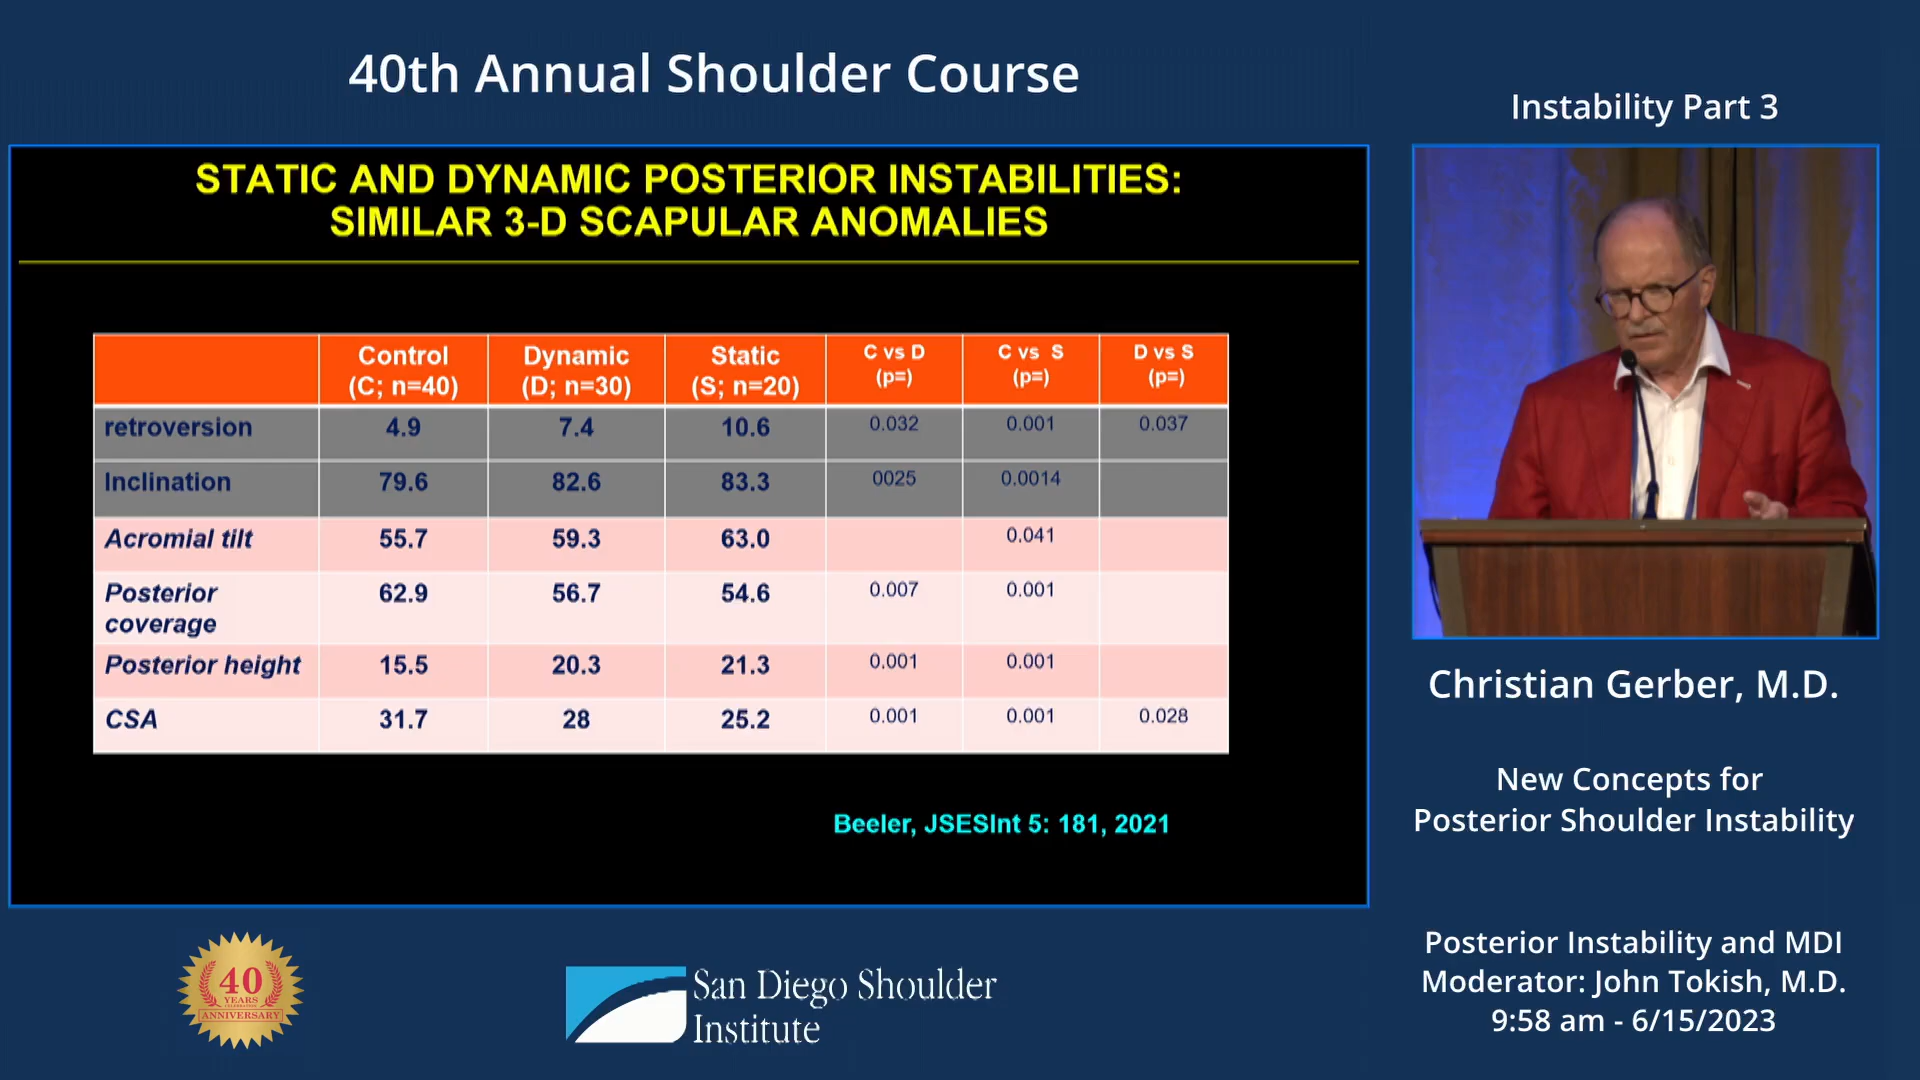 40th Annual Shoulder Course
Instability Part 3
STATIC AND DYNAMIC POSTERIOR INSTABILITIES:
SIMILAR 3-D SCAPULAR ANOMALIES
Control (C; n=40) Dynamic (D; n=30) Static (S; n=20) C vs D (p=) C vs S (p=) D vs S (p=)
retroversion 4.9 7.4 10.6 0.032 0.001 0.037
Inclination 79.6 82.6 83.3 0025 0.0014
Acromial tilt 55.7 59.3 63.0 0.041
Posterior coverage 62.9 56.7 54.6 0.007 0.001
Posterior height 15.5 20.3 21.3 0.001 0.001
CSA 31.7 28 25.2 0.001 0.001 0.028
Beeler, JSESInt 5: 181, 2021
Christian Gerber, M.D.
New Concepts for
Posterior Shoulder Instability
Posterior Instability and MDI
Moderator: John Tokish, M.D.
9:58 am - 6/15/2023
40
YEARS
ANNIVERSARY
San Diego Shoulder
Institute